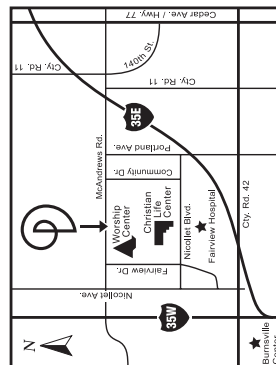 Cedar Ave. / Hwy. 77
140th St.
Cty. Rd. 11
Cty. Rd. 11
35E
Portland Ave.
McAndrews Rd.
Community Dr.
Worship
Center
Christian
Life
Center
Nicollet Blvd.
Fairview Hospital
Cty. Rd. 42
Fairview Dr.
Nicollet Ave.
35W
N
Burnsville
Center